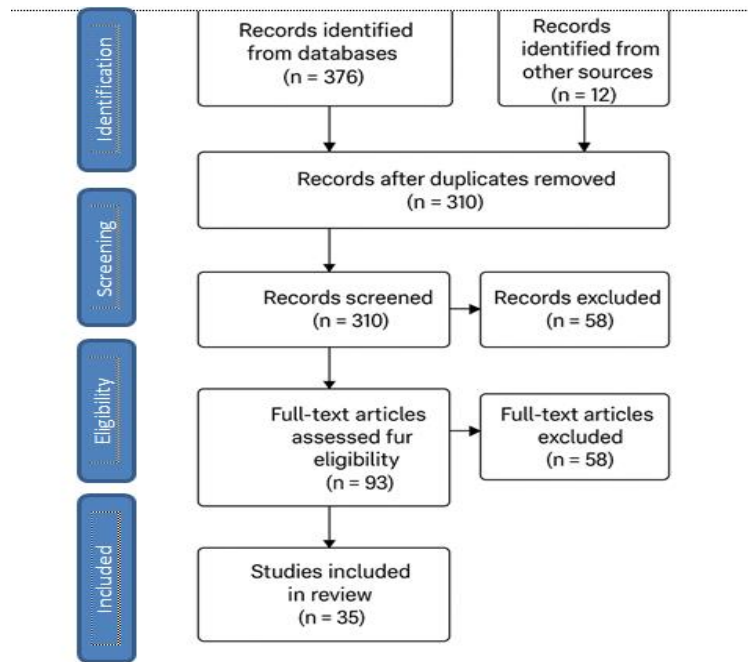 Identification
Records identified
from databases
(n = 376)
Records
identified from
other sources
(n = 12)
Records after duplicates removed
(n = 310)
Screening
Records screened
(n = 310)
Records excluded
(n = 58)
Eligibility
Full-text articles
assessed fur
eligibility
(n = 93)
Full-text articles
excluded
(n = 58)
Included
Studies included
in review
(n = 35)